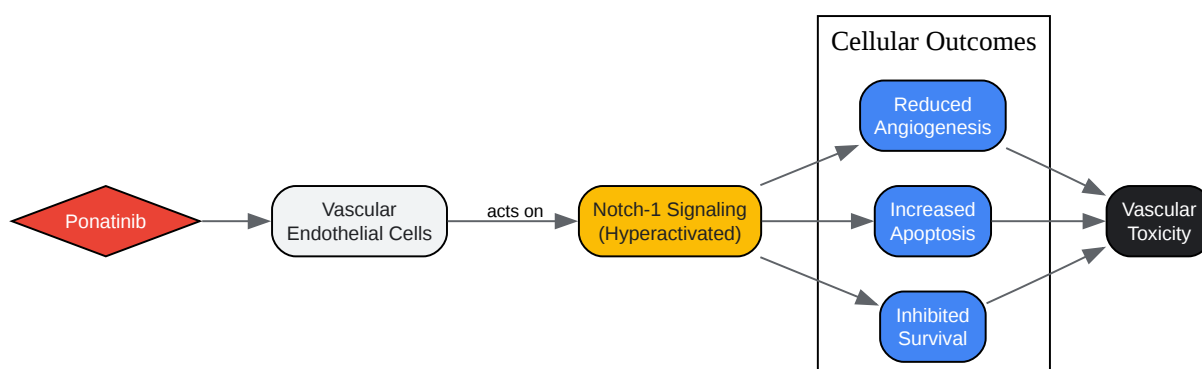 Cellular Outcomes
Reduced
Angiogenesis
Ponatinib
Vascular
Endothelial Cells
acts on
Notch-1 Signaling
(Hyperactivated)
Increased
Apoptosis
Vascular
Toxicity
Inhibited
Survival